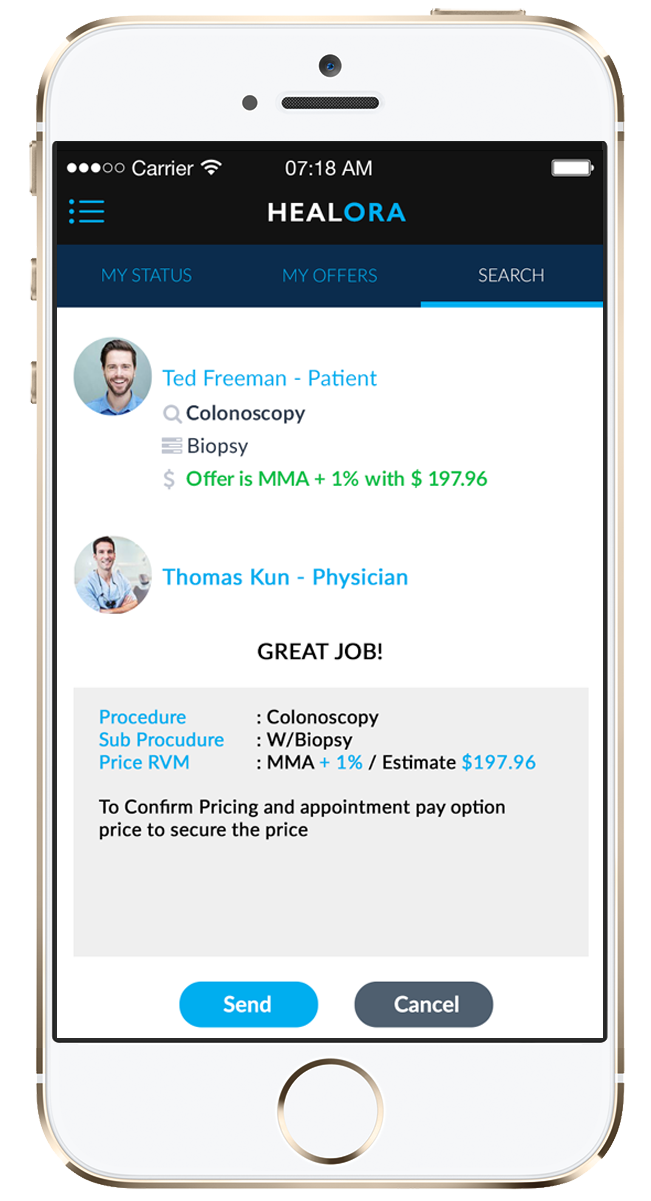 Carrier 07:18 AM
HEALORA
MY STATUS MY OFFERS SEARCH
Ted Freeman - Patient
Colonoscopy
Biopsy
$ Offer is MMA + 1% with $ 197.96
Thomas Kun - Physician
GREAT JOB!
Procedure : Colonoscopy
Sub Procudure : W/Biopsy
Price RVM : MMA + 1% / Estimate $197.96
To Confirm Pricing and appointment pay option
price to secure the price
Send Cancel